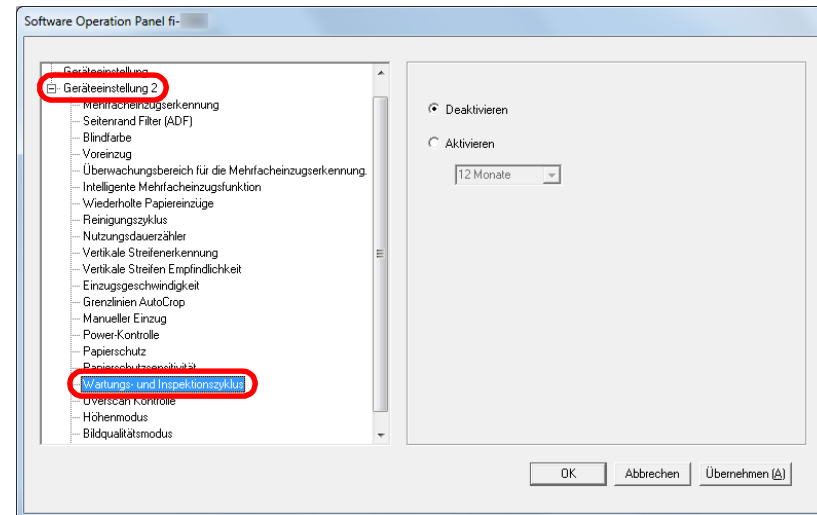 Software Operation Panel fi-
Geräteeinstellung
Geräteeinstellung 2
Mehrfacheinzugserkennung
Seitenrand Filter (ADF)
Blindfarbe
Voreinzug
Überwachungsbereich für die Mehrfacheinzugserkennung.
Intelligente Mehrfacheinzugsfunktion
Wiederholte Papiereinzüge
Reinigungszyklus
Nutzungsdauerzähler
Vertikale Streifenerkennung
Vertikale Streifen Empfindlichkeit
Einzugsgeschwindigkeit
Grenzlinien AutoCrop
Manueller Einzug
Power-Kontrolle
Papierschutz
Papierschutzsensitivität
Wartungs- und Inspektionszyklus
Overscan Kontrolle
Höhenmodus
Bildqualitätsmodus
Deaktivieren
Aktivieren
12 Monate
OK
Abbrechen
Übernehmen (A)